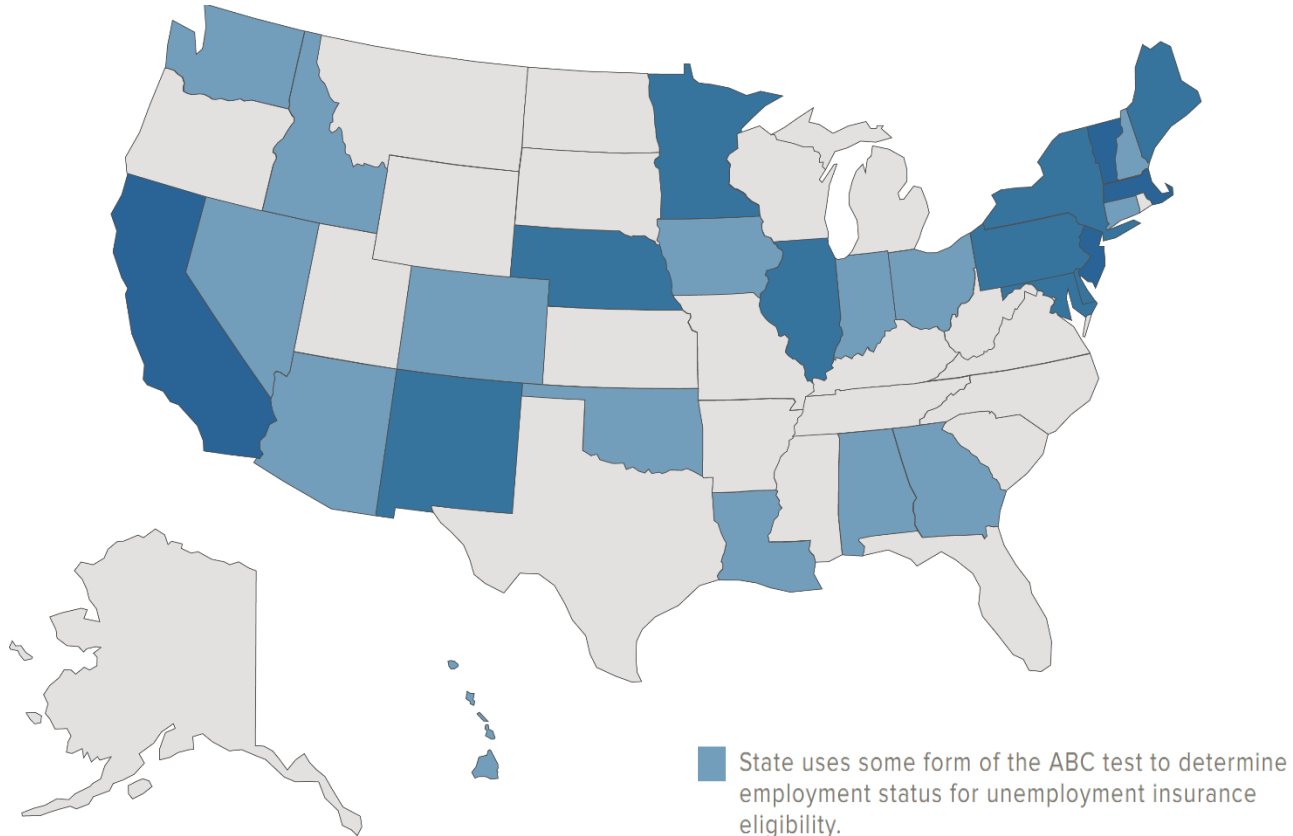 State uses some form of the ABC test to determine
employment status for unemployment insurance
eligibility.